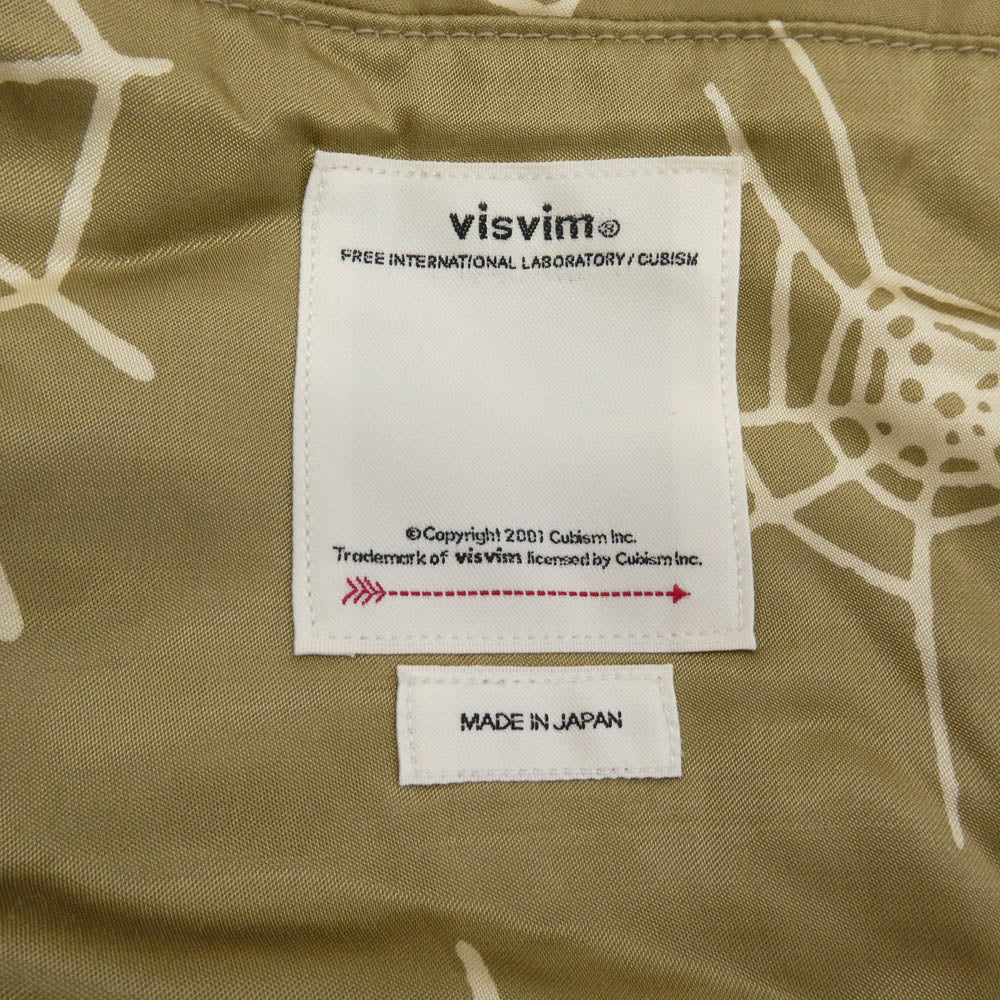 visvim®
FREE INTERNATIONAL LABORATORY / CUBISM
©Copyright 2001 Cubism Inc.
Trademark of visvim licensed by Cubism Inc.
MADE IN JAPAN